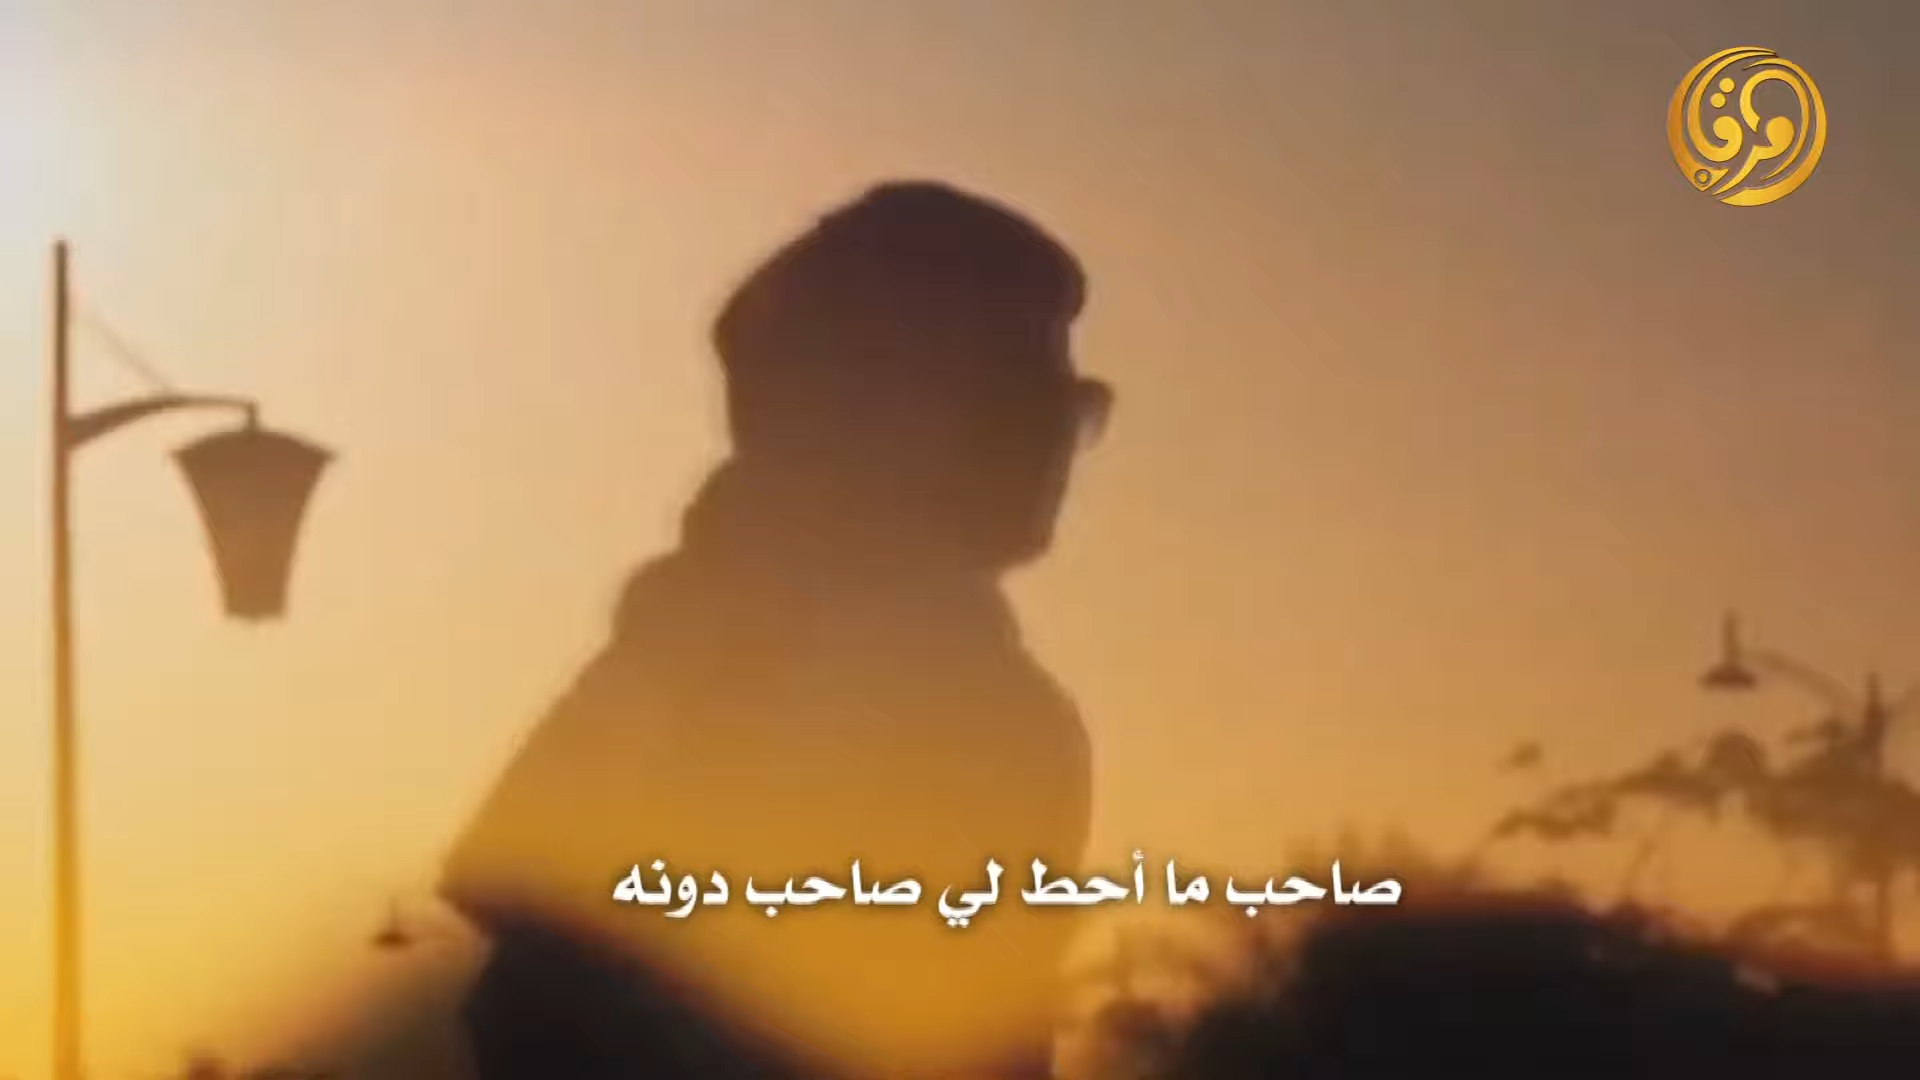 صاحب ما أحط لي صاحب دونه